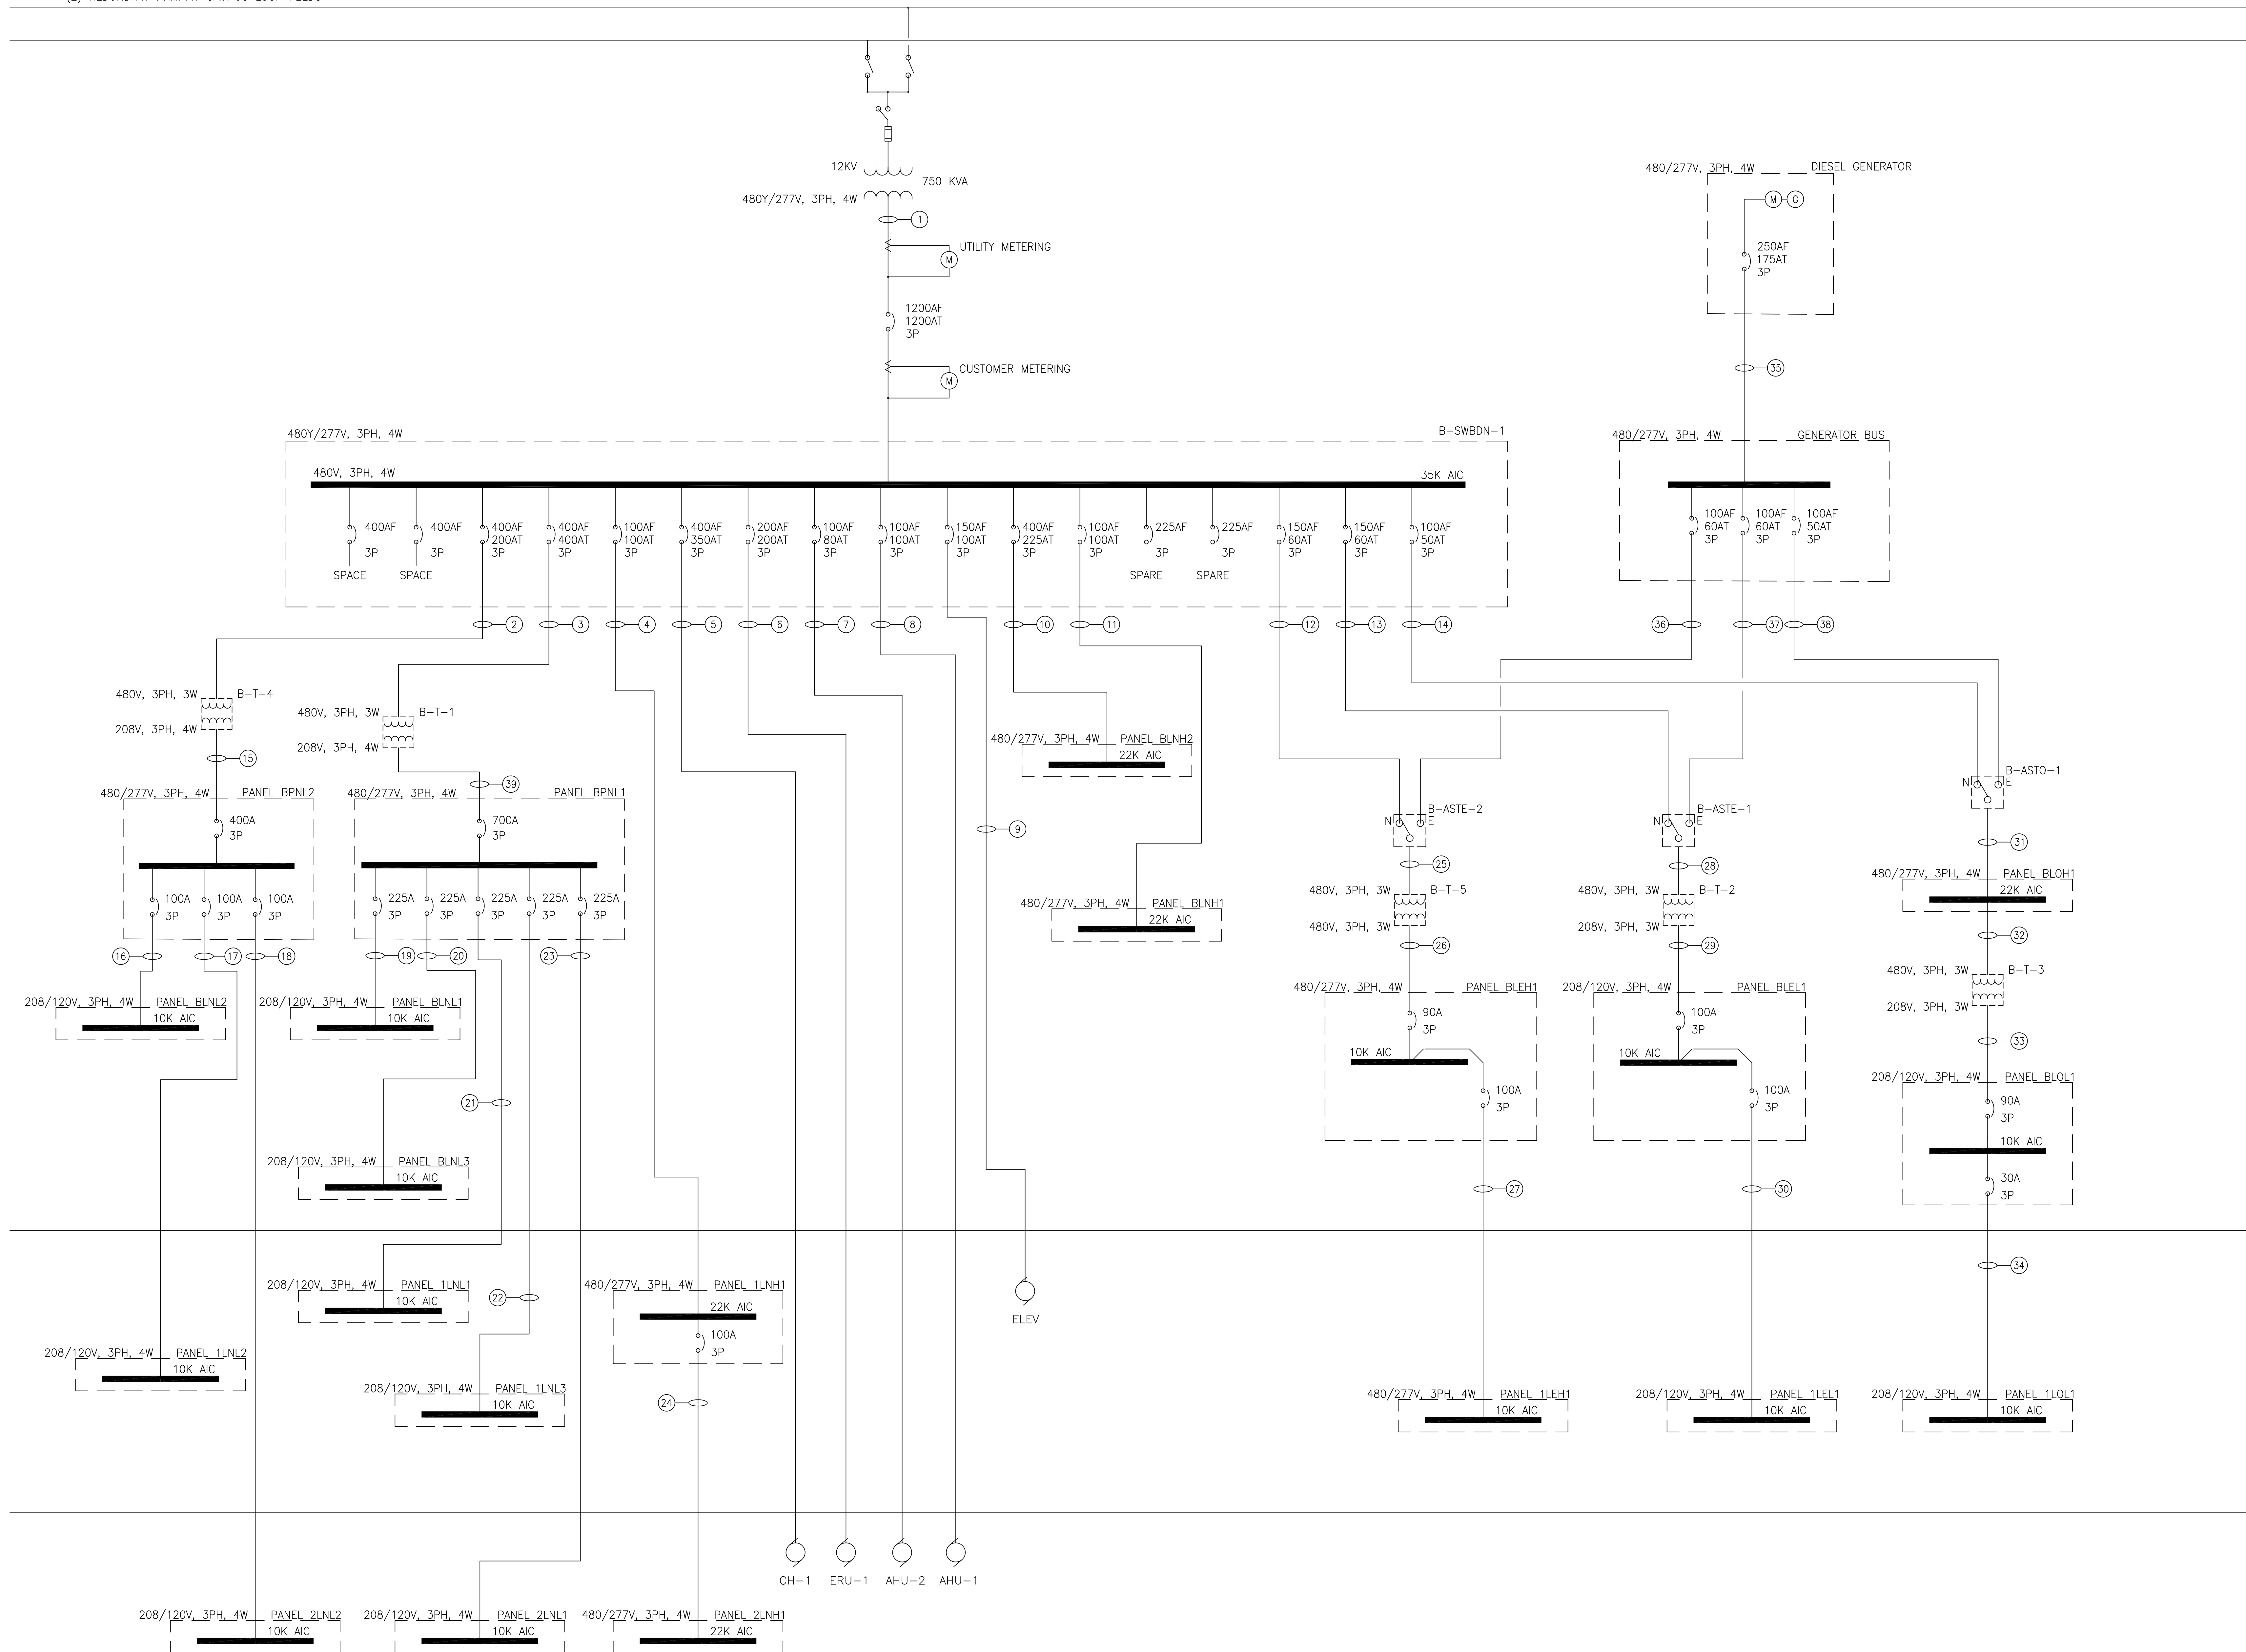 12KV
750 KVA
480Y/277V, 3PH, 4W
1
UTILITY METERING
M
1200AF
1200AT
3P
CUSTOMER METERING
M
480/277V, 3PH, 4W
DIESEL GENERATOR
M
G
250AF
175AT
3P
35
480Y/277V, 3PH, 4W
B-SWBDN-1
480V, 3PH, 4W
35K AIC
400AF
3P
SPACE
400AF
3P
SPACE
400AF
200AT
3P
400AF
400AT
3P
100AF
100AT
3P
400AF
350AT
3P
200AF
200AT
3P
100AF
80AT
3P
100AF
100AT
3P
150AF
100AT
3P
400AF
225AT
3P
100AF
100AT
3P
225AF
3P
SPARE
225AF
3P
SPARE
150AF
60AT
3P
150AF
60AT
3P
100AF
50AT
3P
480/277V, 3PH, 4W
GENERATOR BUS
100AF
60AT
3P
100AF
60AT
3P
100AF
50AT
3P
2
3
4
5
6
7
8
10
11
12
13
14
36
37
38
480V, 3PH, 3W
B-T-4
208V, 3PH, 4W
15
480V, 3PH, 3W
B-T-1
208V, 3PH, 4W
39
480/277V, 3PH, 4W
PANEL BPNL2
400A
3P
100A
3P
100A
3P
100A
3P
16
17
18
480/277V, 3PH, 4W
PANEL BPNL1
700A
3P
225A
3P
225A
3P
225A
3P
225A
3P
225A
3P
19
20
23
9
480/277V, 3PH, 4W
PANEL BLNH2
22K AIC
480/277V, 3PH, 4W
PANEL BLNH1
22K AIC
B-ASTE-2
N
E
25
480V, 3PH, 3W
B-T-5
480V, 3PH, 3W
26
480/277V, 3PH, 4W
PANEL BLEH1
90A
3P
10K AIC
100A
3P
27
B-ASTE-1
N
E
28
480V, 3PH, 3W
B-T-2
208V, 3PH, 3W
29
208/120V, 3PH, 4W
PANEL BLEL1
100A
3P
10K AIC
100A
3P
30
B-ASTO-1
N
E
31
480/277V, 3PH, 4W
PANEL BLOH1
22K AIC
32
480V, 3PH, 3W
B-T-3
208V, 3PH, 3W
33
208/120V, 3PH, 4W
PANEL BLOL1
90A
3P
10K AIC
30A
3P
34
208/120V, 3PH, 4W
PANEL BLNL2
10K AIC
208/120V, 3PH, 4W
PANEL BLNL1
10K AIC
21
208/120V, 3PH, 4W
PANEL BLNL3
10K AIC
208/120V, 3PH, 4W
PANEL 1LNL1
10K AIC
22
480/277V, 3PH, 4W
PANEL 1LNH1
22K AIC
100A
3P
24
ELEV
208/120V, 3PH, 4W
PANEL 1LNL2
10K AIC
208/120V, 3PH, 4W
PANEL 1LNL3
10K AIC
480/277V, 3PH, 4W
PANEL 1LEH1
10K AIC
208/120V, 3PH, 4W
PANEL 1LEL1
10K AIC
208/120V, 3PH, 4W
PANEL 1LOL1
10K AIC
CH-1
ERU-1
AHU-2
AHU-1
208/120V, 3PH, 4W
PANEL 2LNL2
10K AIC
208/120V, 3PH, 4W
PANEL 2LNL1
10K AIC
480/277V, 3PH, 4W
PANEL 2LNH1
22K AIC